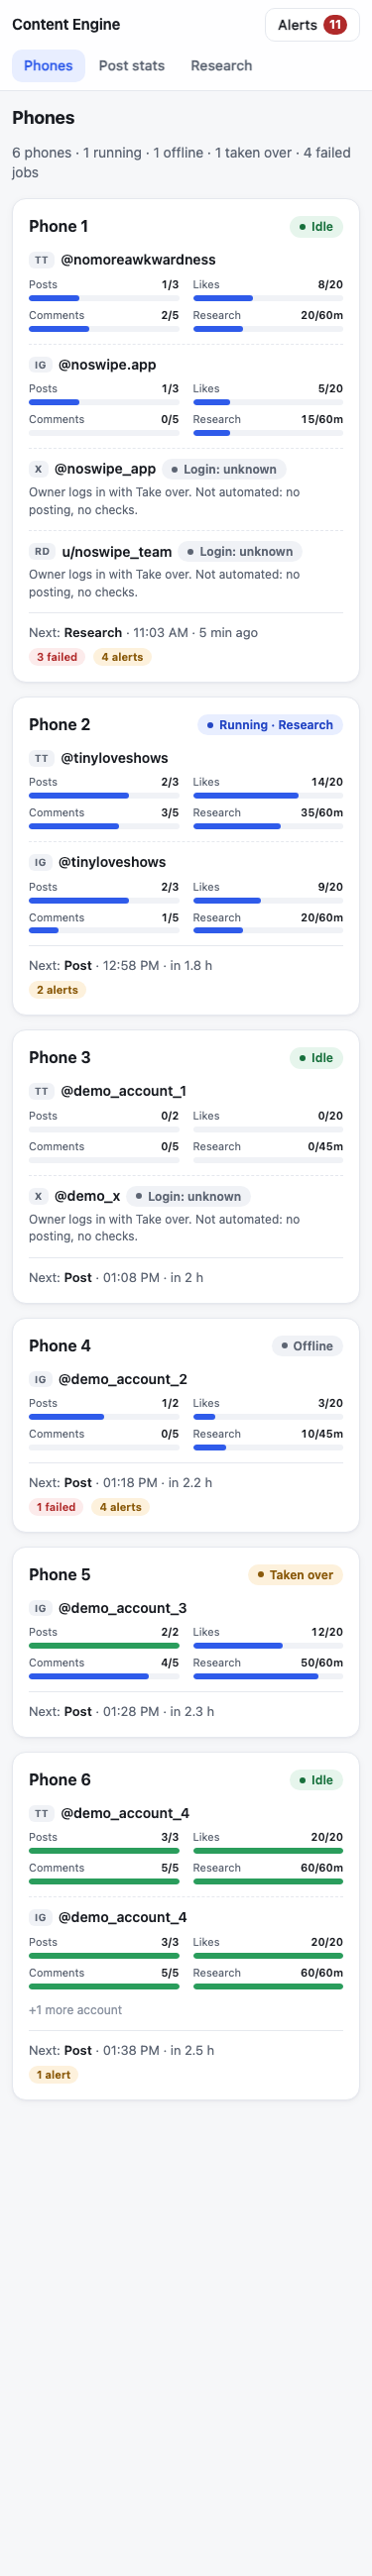 Content Engine
Alerts 11
Phones Post stats Research
Phones
6 phones · 1 running · 1 offline · 1 taken over · 4 failed
jobs
Phone 1 Idle
TT @nomoreawkwardness
Posts 1/3 Likes 8/20
Comments 2/5 Research 20/60m
IG @noswipe.app
Posts 1/3 Likes 5/20
Comments 0/5 Research 15/60m
X @noswipe_app Login: unknown
Owner logs in with Take over. Not automated: no
posting, no checks.
RD u/noswipe_team Login: unknown
Owner logs in with Take over. Not automated: no
posting, no checks.
Next: Research · 11:03 AM · 5 min ago
3 failed 4 alerts
Phone 2 Running · Research
TT @tinyloveshows
Posts 2/3 Likes 14/20
Comments 3/5 Research 35/60m
IG @tinyloveshows
Posts 2/3 Likes 9/20
Comments 1/5 Research 20/60m
Next: Post · 12:58 PM · in 1.8 h
2 alerts
Phone 3 Idle
TT @demo_account_1
Posts 0/2 Likes 0/20
Comments 0/5 Research 0/45m
X @demo_x Login: unknown
Owner logs in with Take over. Not automated: no
posting, no checks.
Next: Post · 01:08 PM · in 2 h
Phone 4 Offline
IG @demo_account_2
Posts 1/2 Likes 3/20
Comments 0/5 Research 10/45m
Next: Post · 01:18 PM · in 2.2 h
1 failed 4 alerts
Phone 5 Taken over
IG @demo_account_3
Posts 2/2 Likes 12/20
Comments 4/5 Research 50/60m
Next: Post · 01:28 PM · in 2.3 h
Phone 6 Idle
TT @demo_account_4
Posts 3/3 Likes 20/20
Comments 5/5 Research 60/60m
IG @demo_account_4
Posts 3/3 Likes 20/20
Comments 5/5 Research 60/60m
+1 more account
Next: Post · 01:38 PM · in 2.5 h
1 alert